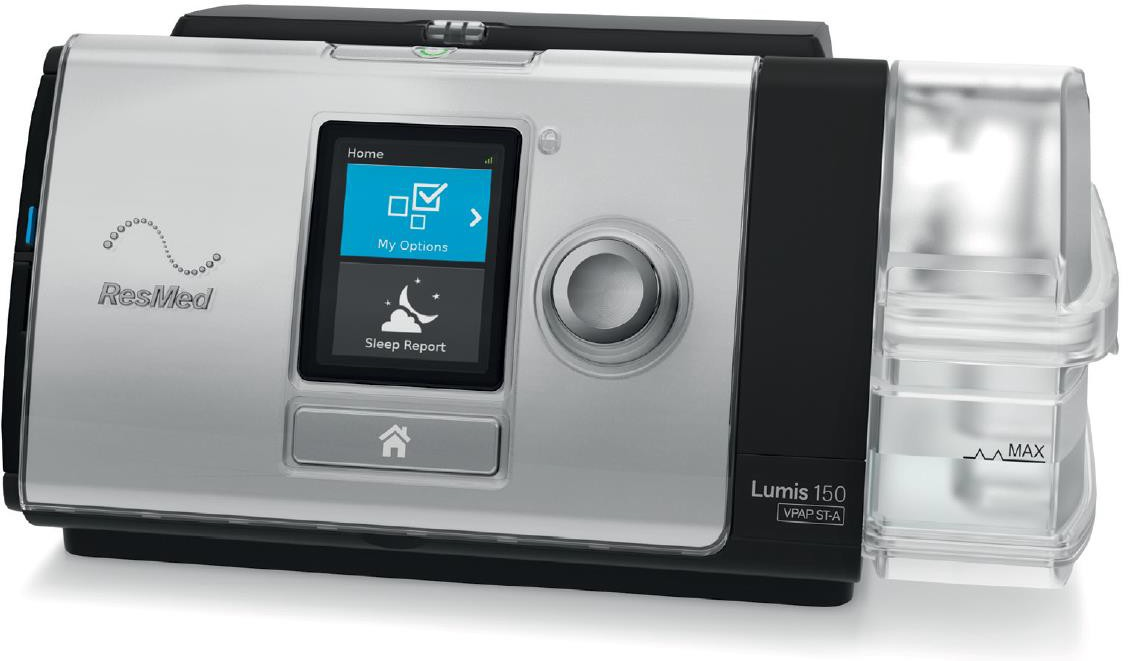 Home
My Options
Sleep Report
ResMed
MAX
Lumis 150
VPAP ST-A